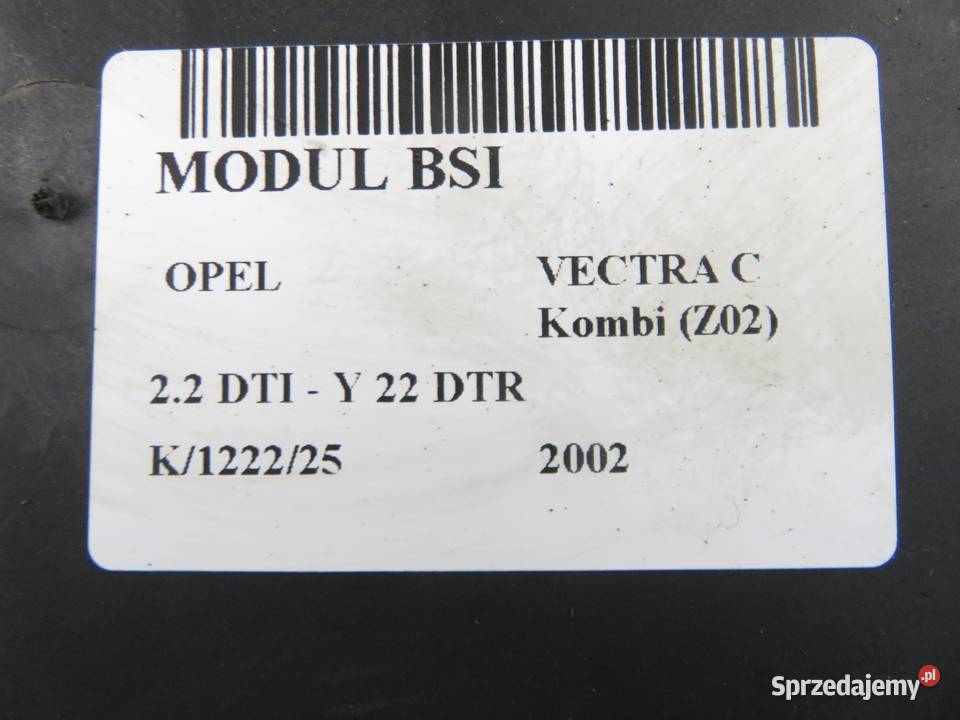 MODUL BSI
OPEL VECTRA C
Kombi (Z02)
2.2 DTI - Y 22 DTR
K/1222/25 2002
Sprzedajemy.pl